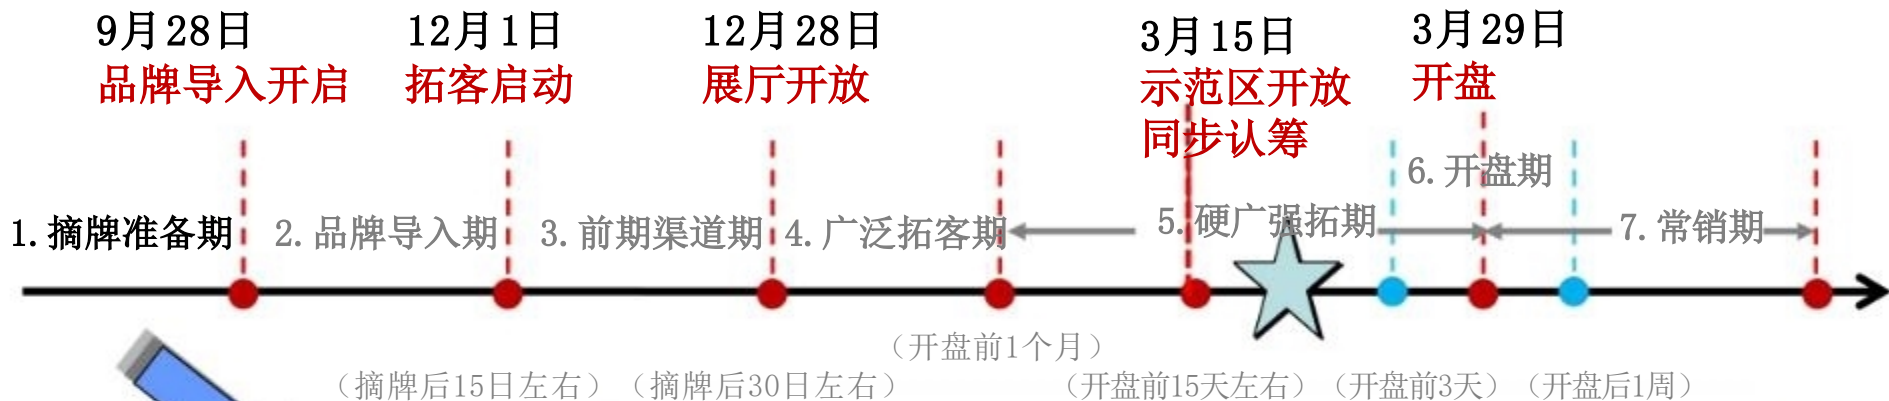 9月28日
品牌导入开启
12月1日
拓客启动
12月28日
展厅开放
3月15日
示范区开放
同步认筹
3月29日
开盘
1.摘牌准备期
2.品牌导入期
3.前期渠道期
4.广泛拓客期
5.硬广强拓期
6.开盘期
7.常销期
（开盘前1个月）
（摘牌后15日左右）
（摘牌后30日左右）
（开盘前15天左右）
（开盘前3天）
（开盘后1周）